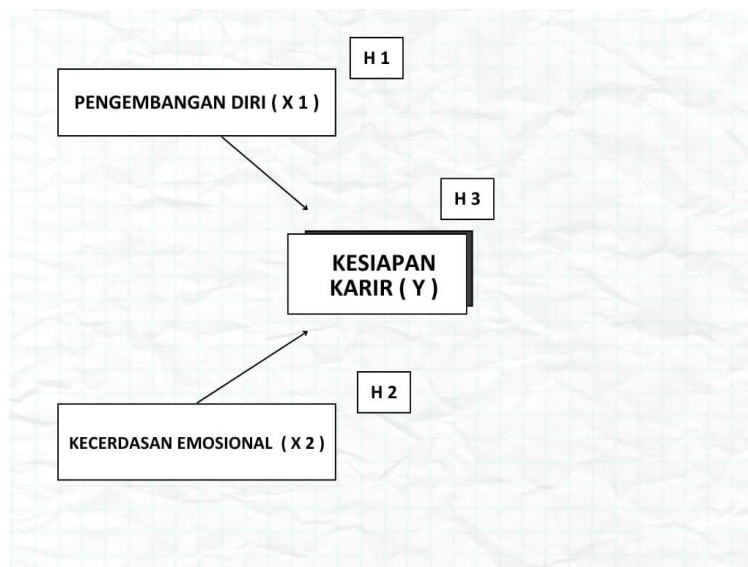 H 1
PENGEMBANGAN DIRI ( X 1 )
H 3
KESIAPAN
KARIR ( Y )
H 2
KECERDASAN EMOSIONAL ( X 2 )